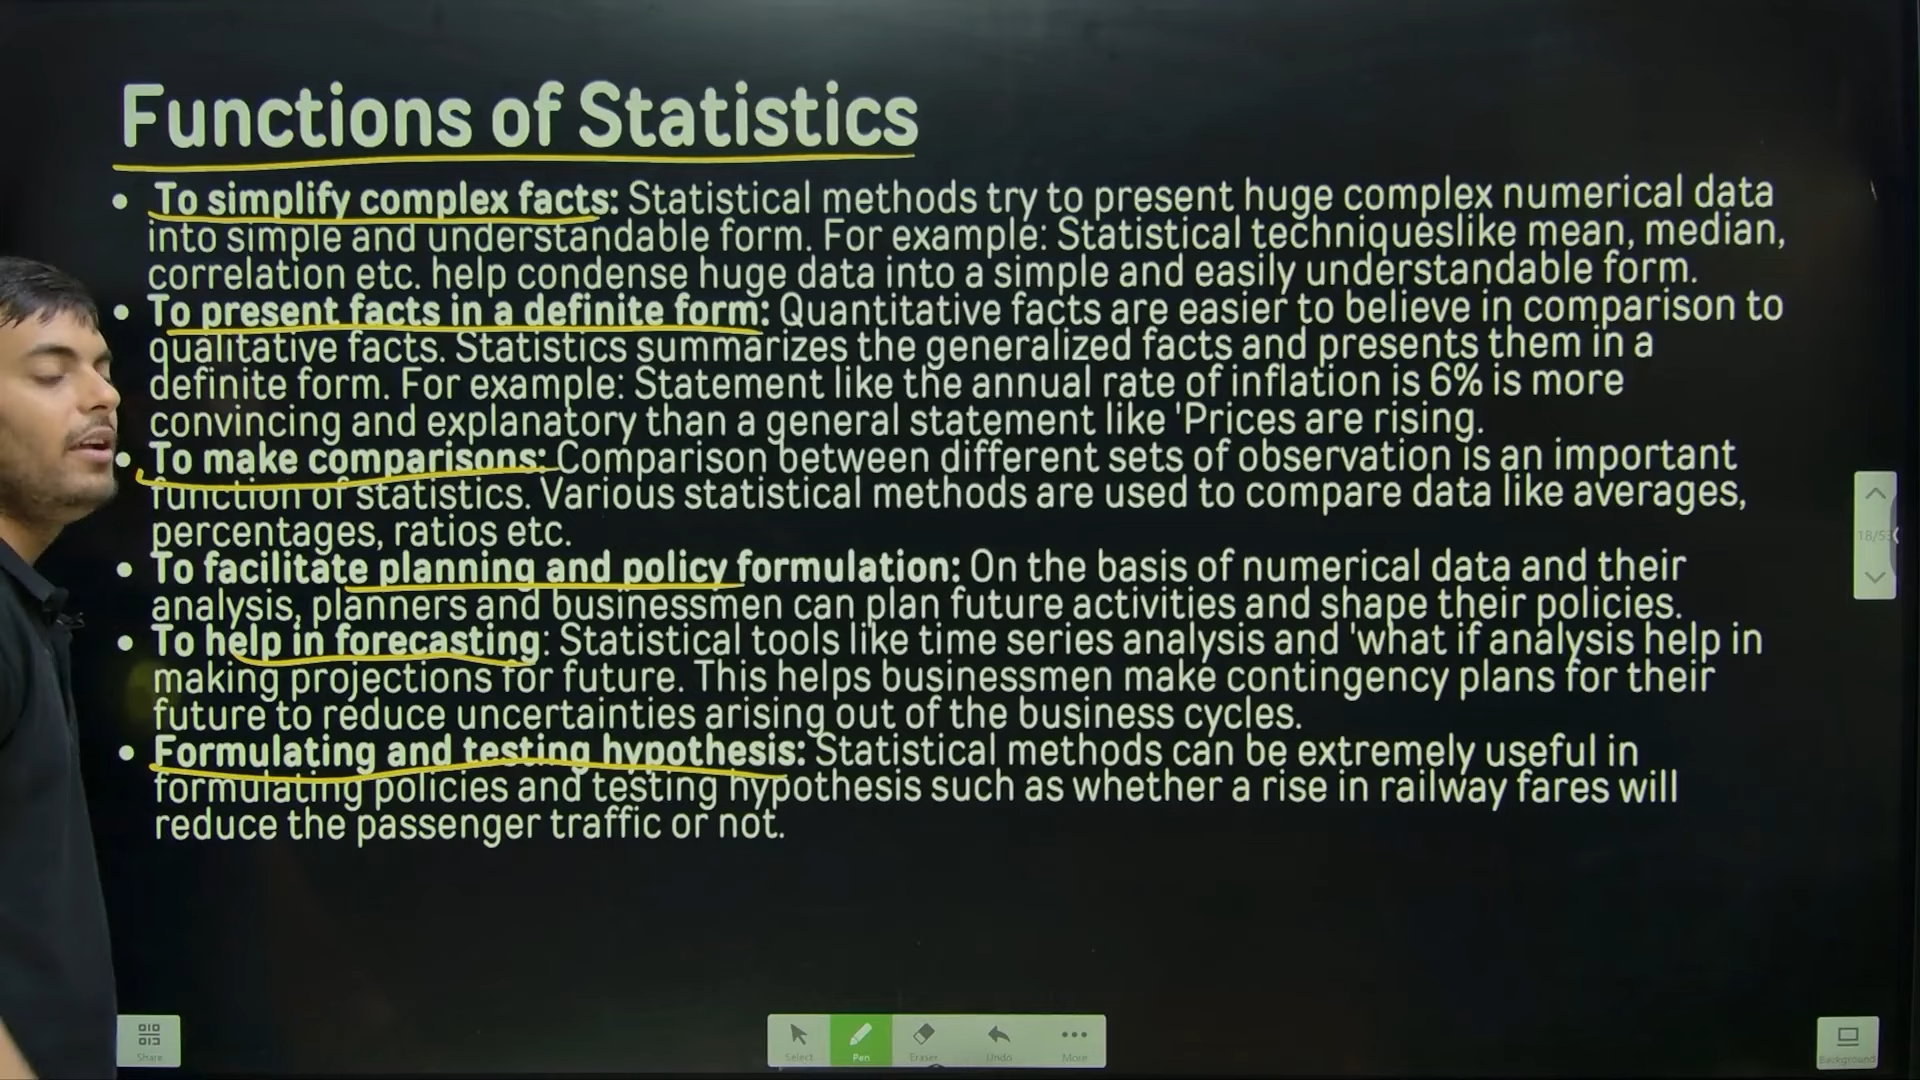 Functions of Statistics
• To simplify complex facts: Statistical methods try to present huge complex numerical data
into simple and understandable form. For example: Statistical techniqueslike mean, median,
correlation etc. help condense huge data into a simple and easily understandable form.
• To present facts in a definite form: Quantitative facts are easier to believe in comparison to
qualitative facts. Statistics summarizes the generalized facts and presents them in a
definite form. For example: Statement like the annual rate of inflation is 6% is more
convincing and explanatory than a general statement like 'Prices are rising.
• To make comparisons: Comparison between different sets of observation is an important
function of statistics. Various statistical methods are used to compare data like averages,
percentages, ratios etc.
• To facilitate planning and policy formulation: On the basis of numerical data and their
analysis, planners and businessmen can plan future activities and shape their policies.
• To help in forecasting: Statistical tools like time series analysis and 'what if analysis help in
making projections for future. This helps businessmen make contingency plans for their
future to reduce uncertainties arising out of the business cycles.
• Formulating and testing hypothesis: Statistical methods can be extremely useful in
formulating policies and testing hypothesis such as whether a rise in railway fares will
reduce the passenger traffic or not.
Share
Select Pen Eraser Undo More
Background